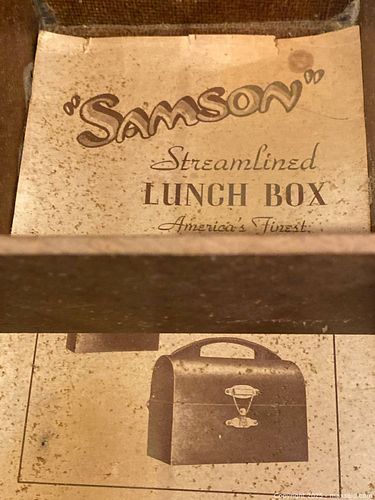 "SAMSON"
Streamlined
LUNCH BOX
America's Finest